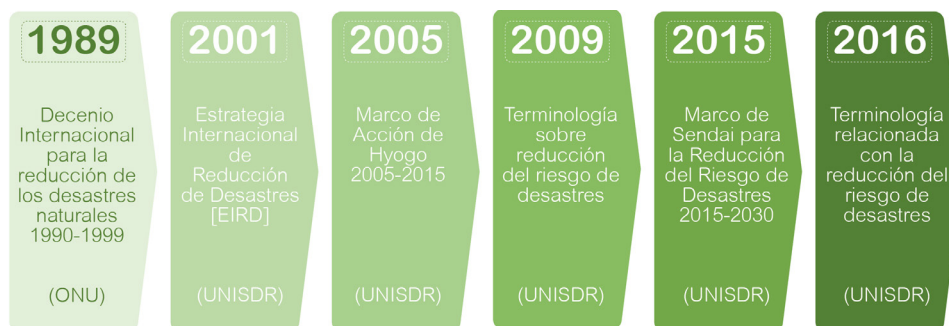 1989
Decenio
Internacional
para la
reducción de
los desastres
naturales
1990-1999
(ONU)
2001
Estrategia
Internacional
de
Reducción
de Desastres
[EIRD]
(UNISDR)
2005
Marco de
Acción de
Hyogo
2005-2015
(UNISDR)
2009
Terminología
sobre
reducción
del riesgo de
desastres
(UNISDR)
2015
Marco de
Sendai para
la Reducción
del Riesgo de
Desastres
2015-2030
(UNISDR)
2016
Terminología
relacionada
con la
reducción del
riesgo de
desastres
(UNISDR)